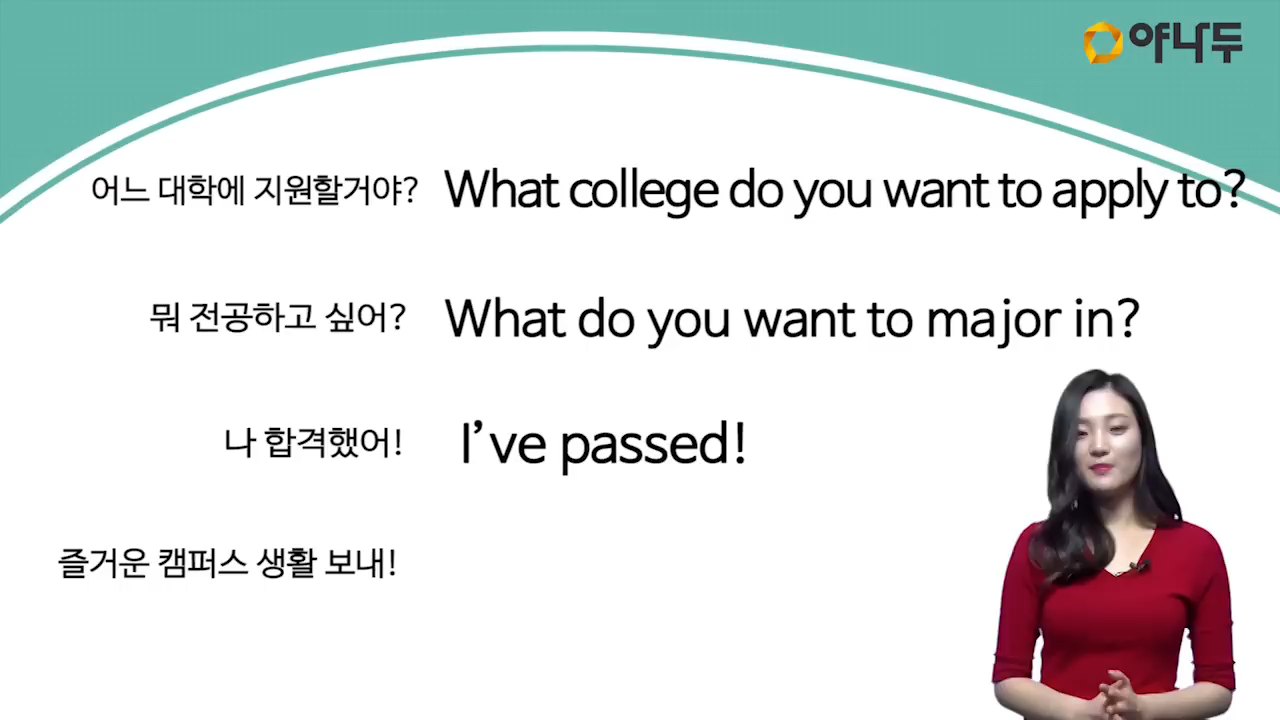 야나두
어느 대학에 지원할거야? What college do you want to apply to?
뭐 전공하고 싶어? What do you want to major in?
나 합격했어! I've passed!
즐거운 캠퍼스 생활 보내!